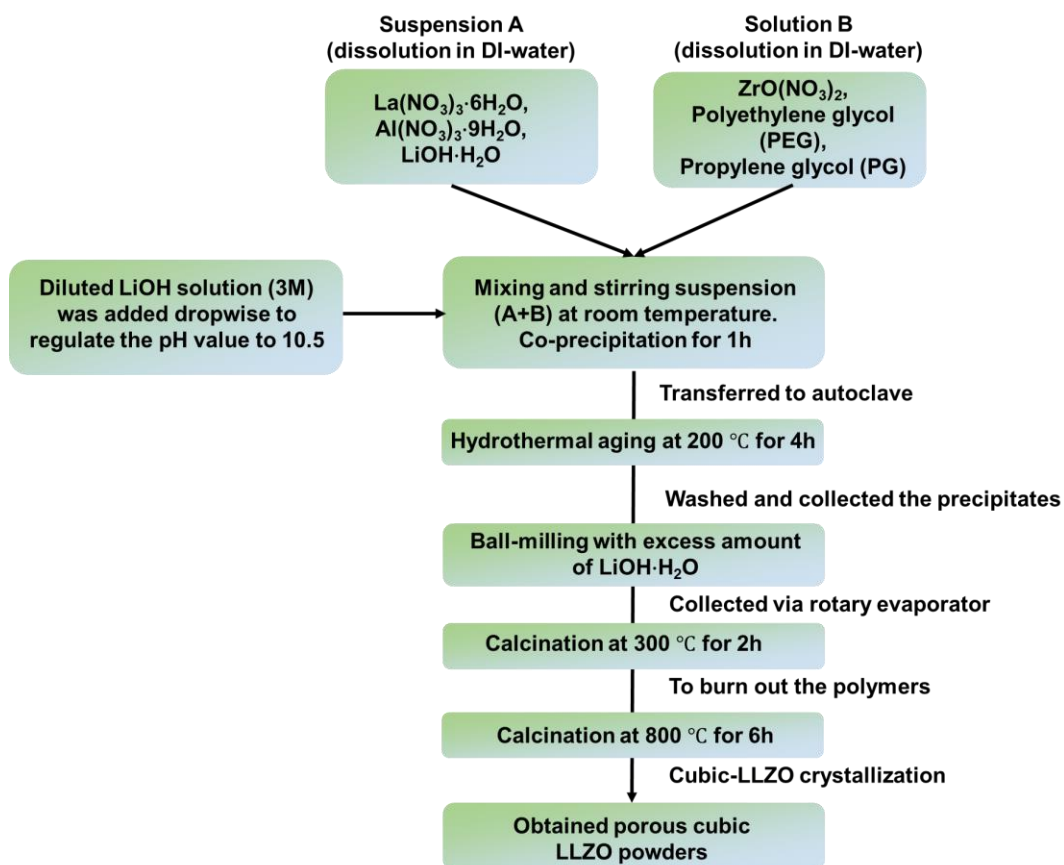 Suspension A
(dissolution in DI-water)
Solution B
(dissolution in DI-water)
La(NO₃)₃·6H₂O,
Al(NO₃)₃·9H₂O,
LiOH·H₂O
ZrO(NO₃)₂,
Polyethylene glycol
(PEG),
Propylene glycol (PG)
Diluted LiOH solution (3M)
was added dropwise to
regulate the pH value to 10.5
Mixing and stirring suspension
(A+B) at room temperature.
Co-precipitation for 1h
Transferred to autoclave
Hydrothermal aging at 200 ℃ for 4h
Washed and collected the precipitates
Ball-milling with excess amount
of LiOH·H₂O
Collected via rotary evaporator
Calcination at 300 ℃ for 2h
To burn out the polymers
Calcination at 800 ℃ for 6h
Cubic-LLZO crystallization
Obtained porous cubic
LLZO powders